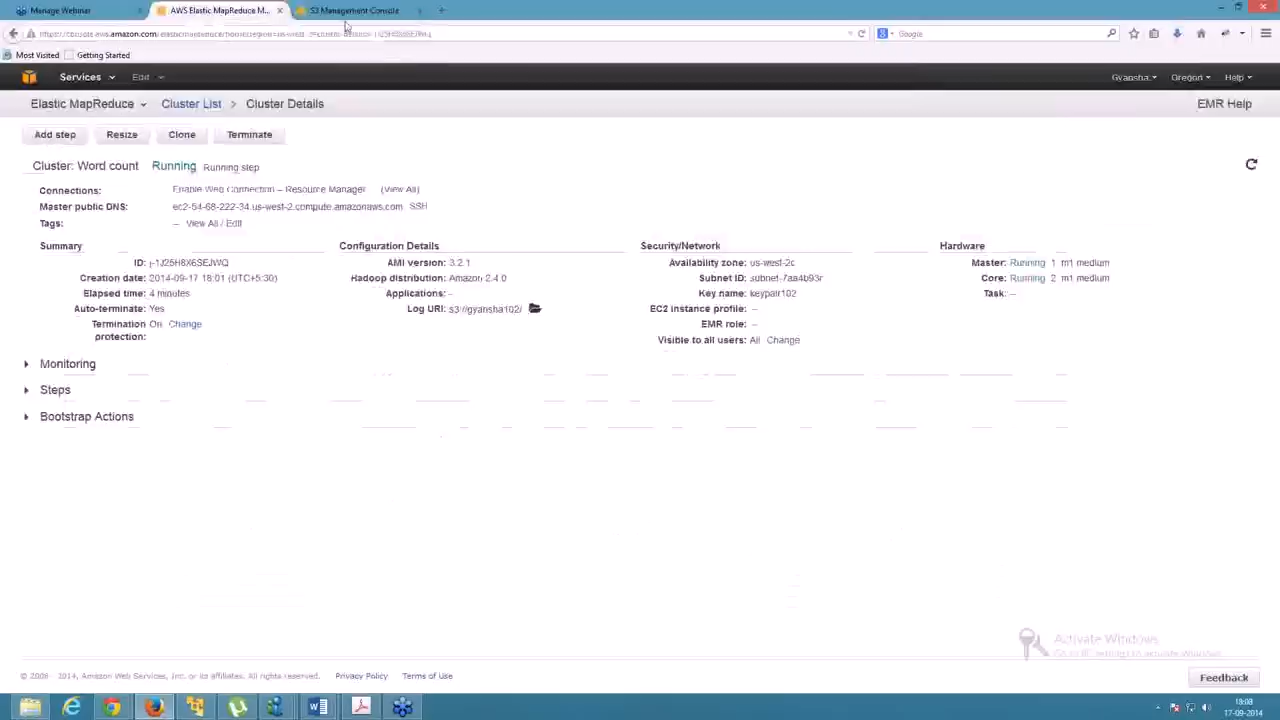 Manage Webinar
AWS Elastic MapReduce M...
S3 Management Console
Google
Most Visited
Getting Started
Services
Edit
Gyansha
Oregon
Help
Elastic MapReduce
Cluster List
Cluster Details
EMR Help
Add step
Resize
Clone
Terminate
Cluster: Word count Running Running step
Connections: Enable Web Connection – Resource Manager (View All)
Master public DNS: ec2-54-68-222-34.us-west-2.compute.amazonaws.com SSH
Tags: -- View All / Edit
Summary
ID: j-1J25H8X6SEJWQ
Creation date: 2014-09-17 18:01 (UTC+5:30)
Elapsed time: 4 minutes
Auto-terminate: Yes
Termination protection: On Change
Configuration Details
AMI version: 3.2.1
Hadoop distribution: Amazon 2.4.0
Applications: --
Log URI: s3://gyansha102/
Security/Network
Availability zone: us-west-2c
Subnet ID: subnet-7aa4b93r
Key name: keypair102
EC2 instance profile: --
EMR role: --
Visible to all users: All Change
Hardware
Master: Running 1 m1 medium
Core: Running 2 m1 medium
Task: --
Monitoring
Steps
Bootstrap Actions
Activate Windows
Go to PC settings to activate Windows.
© 2008 - 2014, Amazon Web Services, Inc. or its affiliates. All rights reserved.
Privacy Policy
Terms of Use
Feedback
18:08
17-09-2014